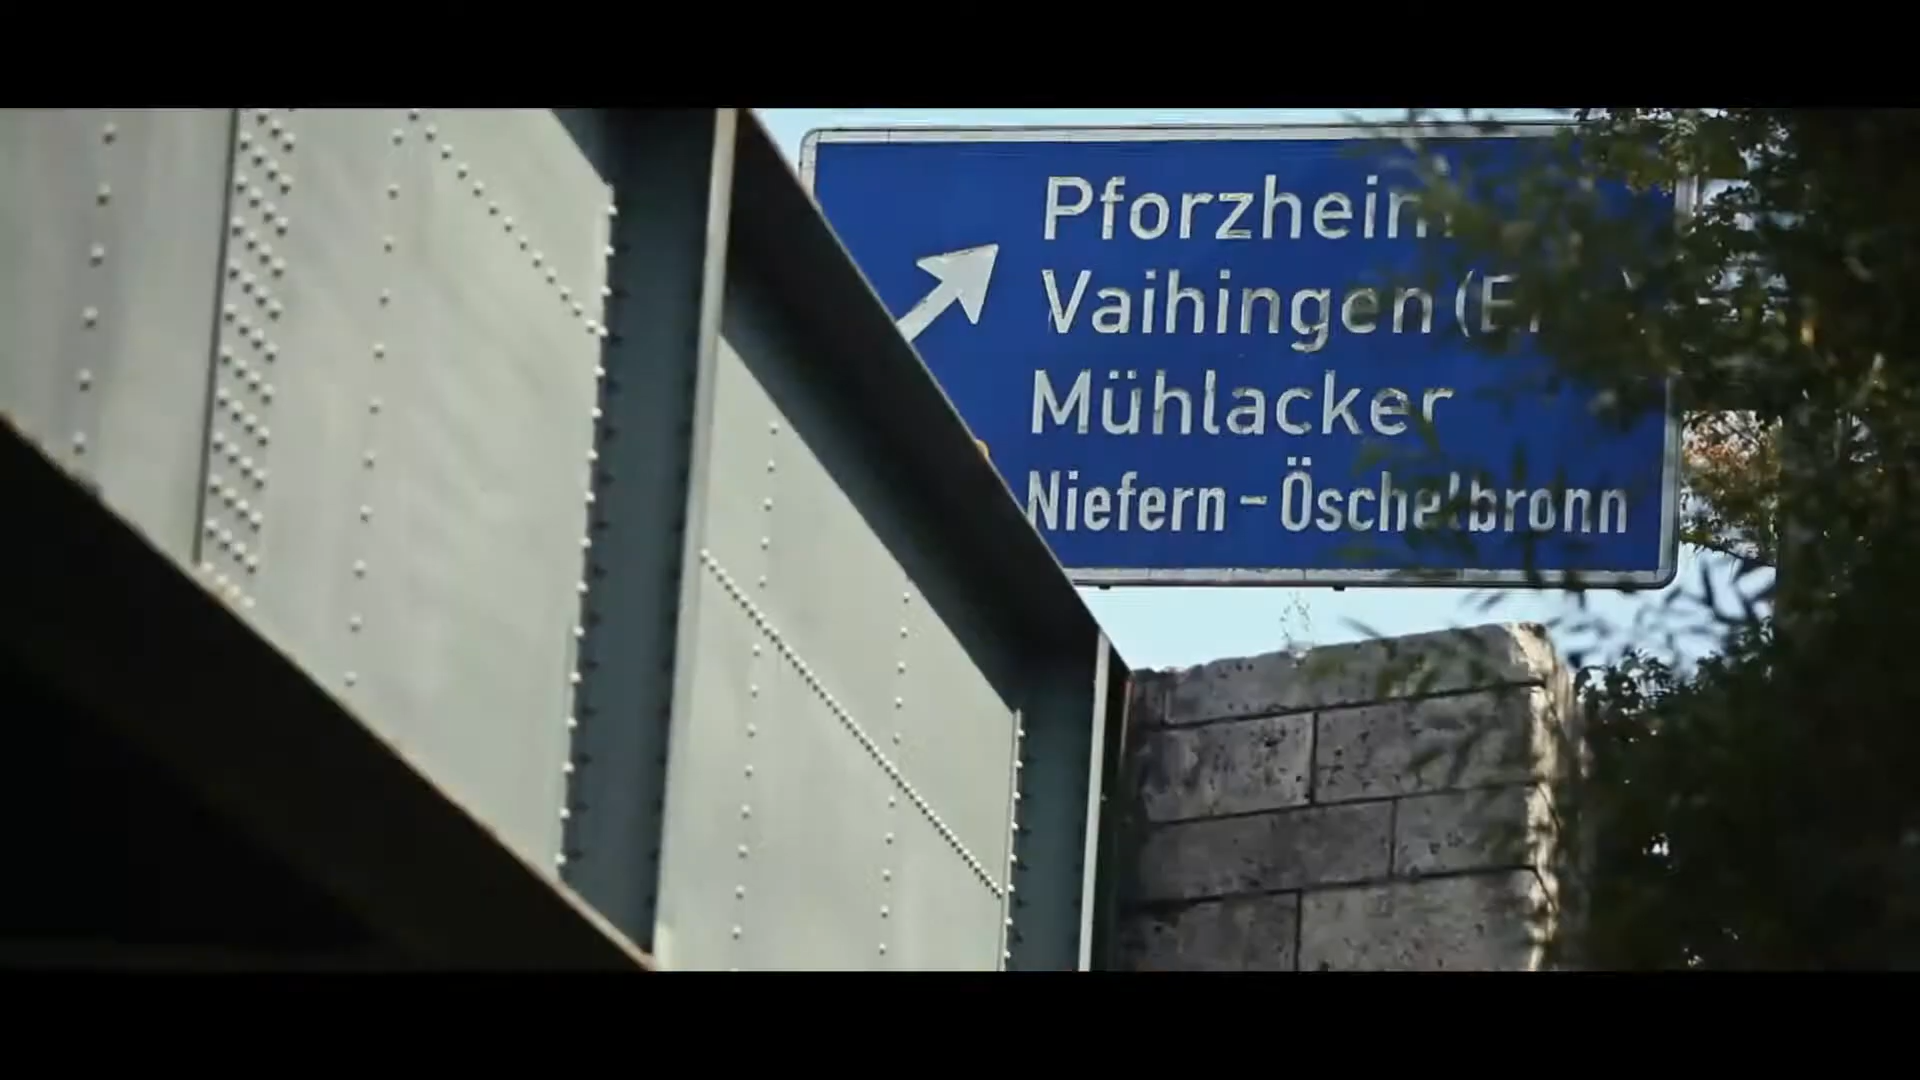 Pforzheim
Vaihingen
Mühlacker
Niefern-Öschelbronn